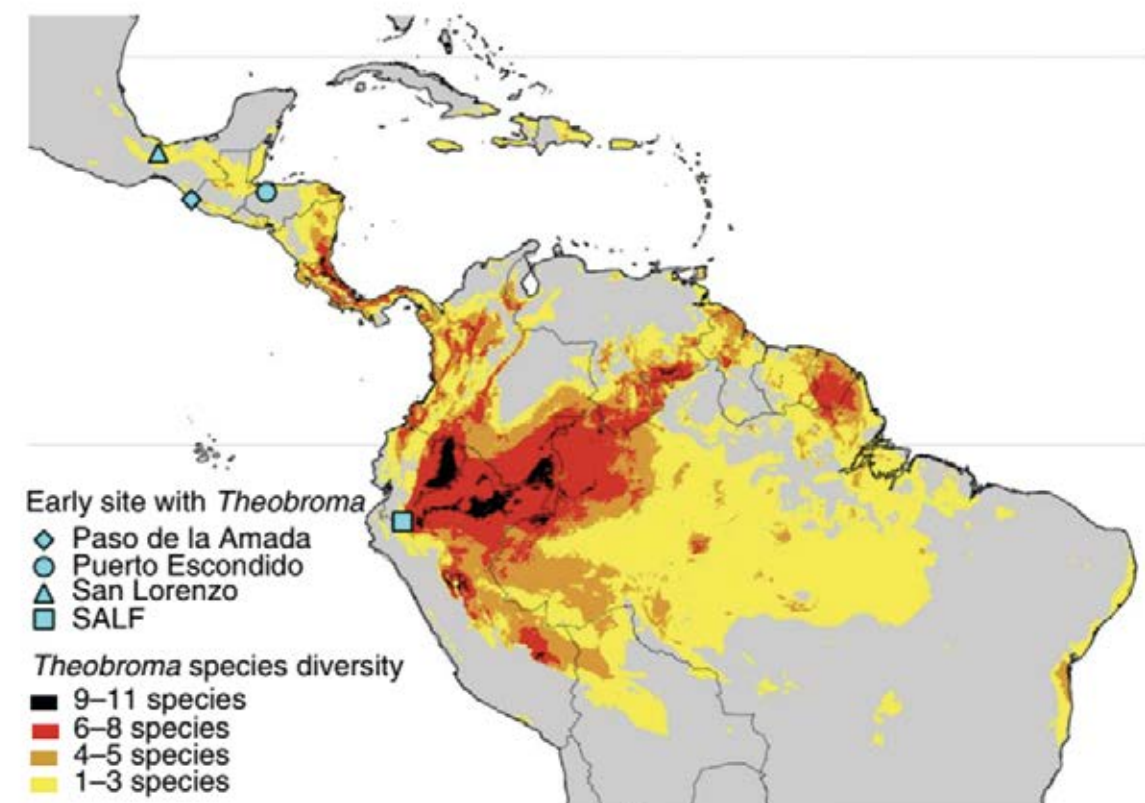 Early site with Theobroma
Paso de la Amada
Puerto Escondido
San Lorenzo
SALF
Theobroma species diversity
9–11 species
6–8 species
4–5 species
1–3 species